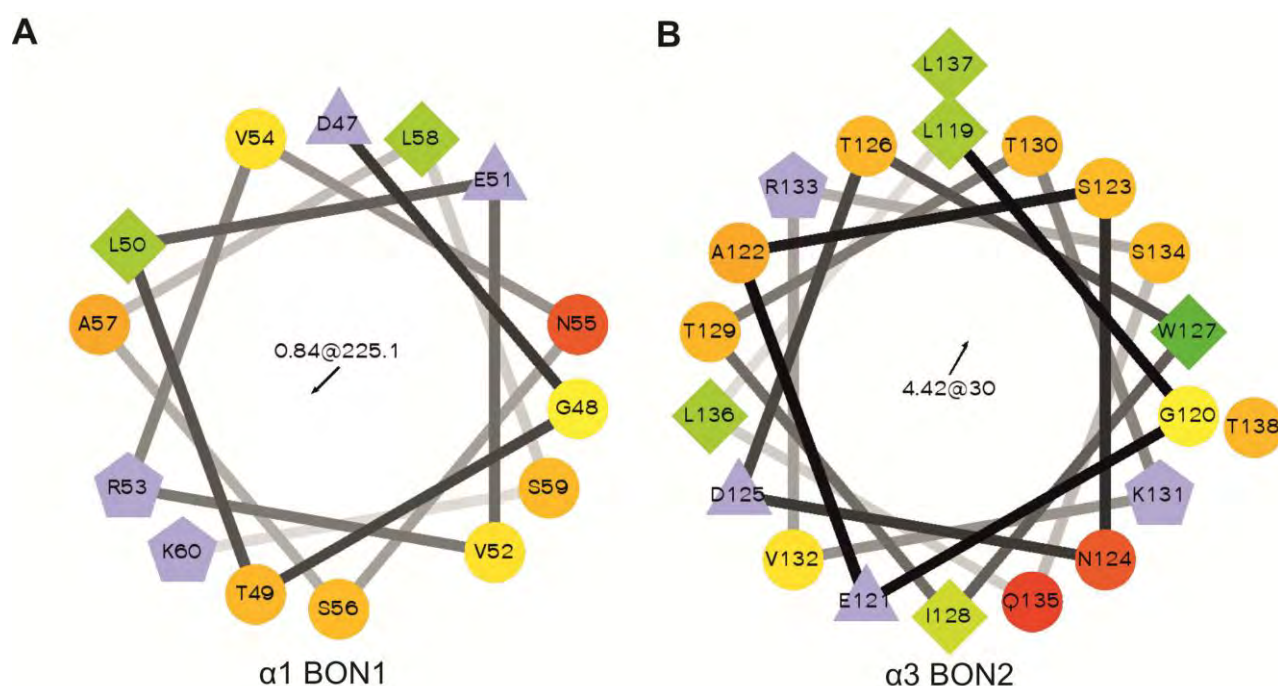 A
B
V54
D47
L58
E51
L50
A57
0.84@225.1
N55
G48
R53
S59
K60
V52
T49
S56
α1 BON1
L137
L119
T126
T130
R133
S123
A122
S134
T129
W127
4.42@30
L136
G120
T138
D125
K131
V132
N124
E121
I128
Q135
α3 BON2